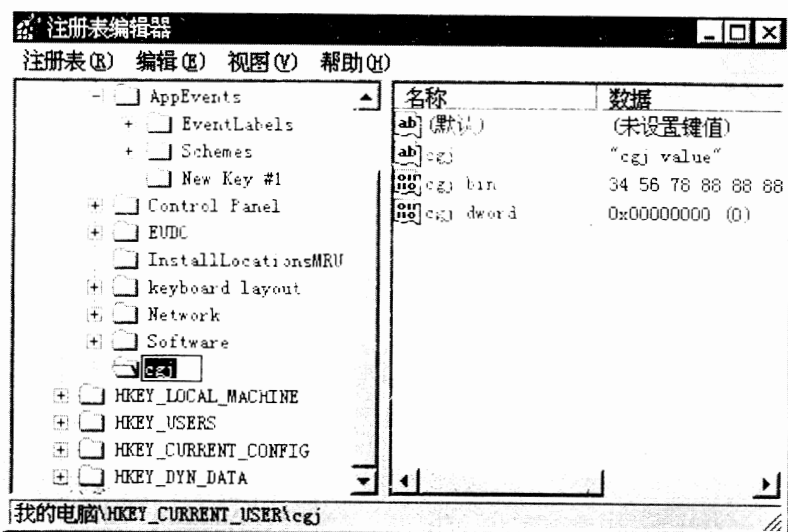 注册表编辑器
注册表(R) 编辑(E) 视图(V) 帮助(H)
AppEvents
EventLabels
Schemes
New Key #1
Control Panel
EUDC
InstallLocationsMRU
keyboard layout
Network
Software
cgj
HKEY_LOCAL_MACHINE
HKEY_USERS
HKEY_CURRENT_CONFIG
HKEY_DYN_DATA
名称 数据
(默认) (未设置键值)
cgj "cgj value"
cgj bin 34 56 78 88 88 88
cgj dword 0x00000000 (0)
我的电脑\HKEY_CURRENT_USER\cgj